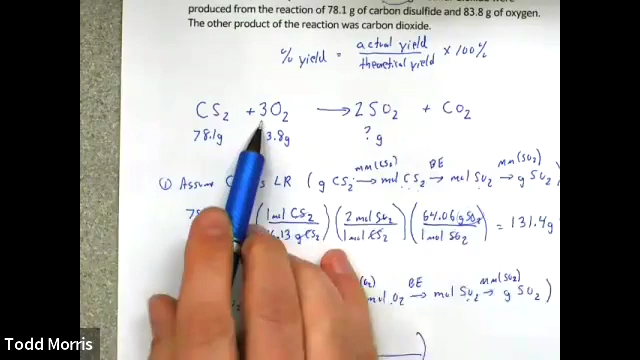 produced from the reaction of 78.1 g of carbon disulfide and 83.8 g of oxygen.
The other product of the reaction was carbon dioxide.
% yield = actual yield / theoretical yield × 100%
CS₂ + 3O₂ → 2SO₂ + CO₂
78.1g 3.8g ? g
① Assume C LR ( g CS₂ →MM(CS₂) mol CS₂ →BE mol SO₂ →MM(SO₂) g SO₂ )
78 ( 1 mol CS₂ / 6.13 g CS₂ ) ( 2 mol SO₂ / 1 mol CS₂ ) ( 64.06 g SO₂ / 1 mol SO₂ ) = 131.4g
mol O₂ →BE mol SO₂ →MM(SO₂) g SO₂ )
Todd Morris